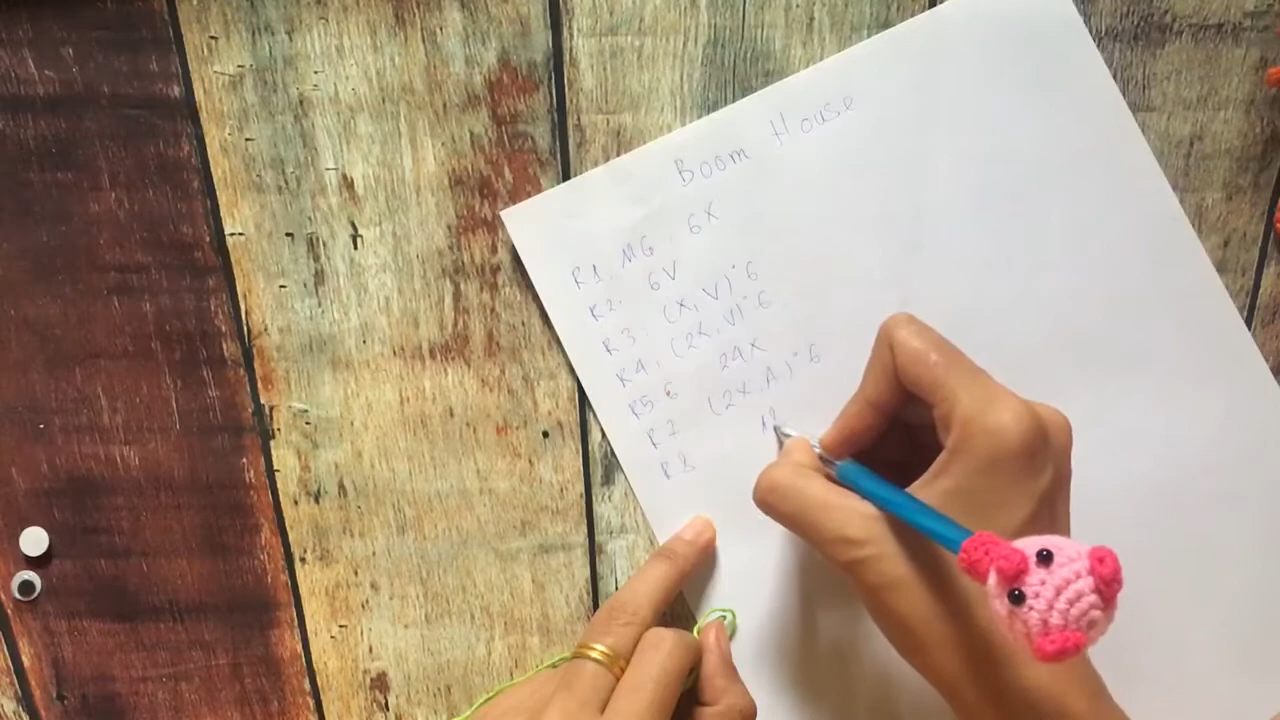 Boom House
R1. MG. 6X
R2. 6V
R3. (X, V)*6
R4. (2X, V)*6
R5.6 24X
R7 (2X, A)*6
R8